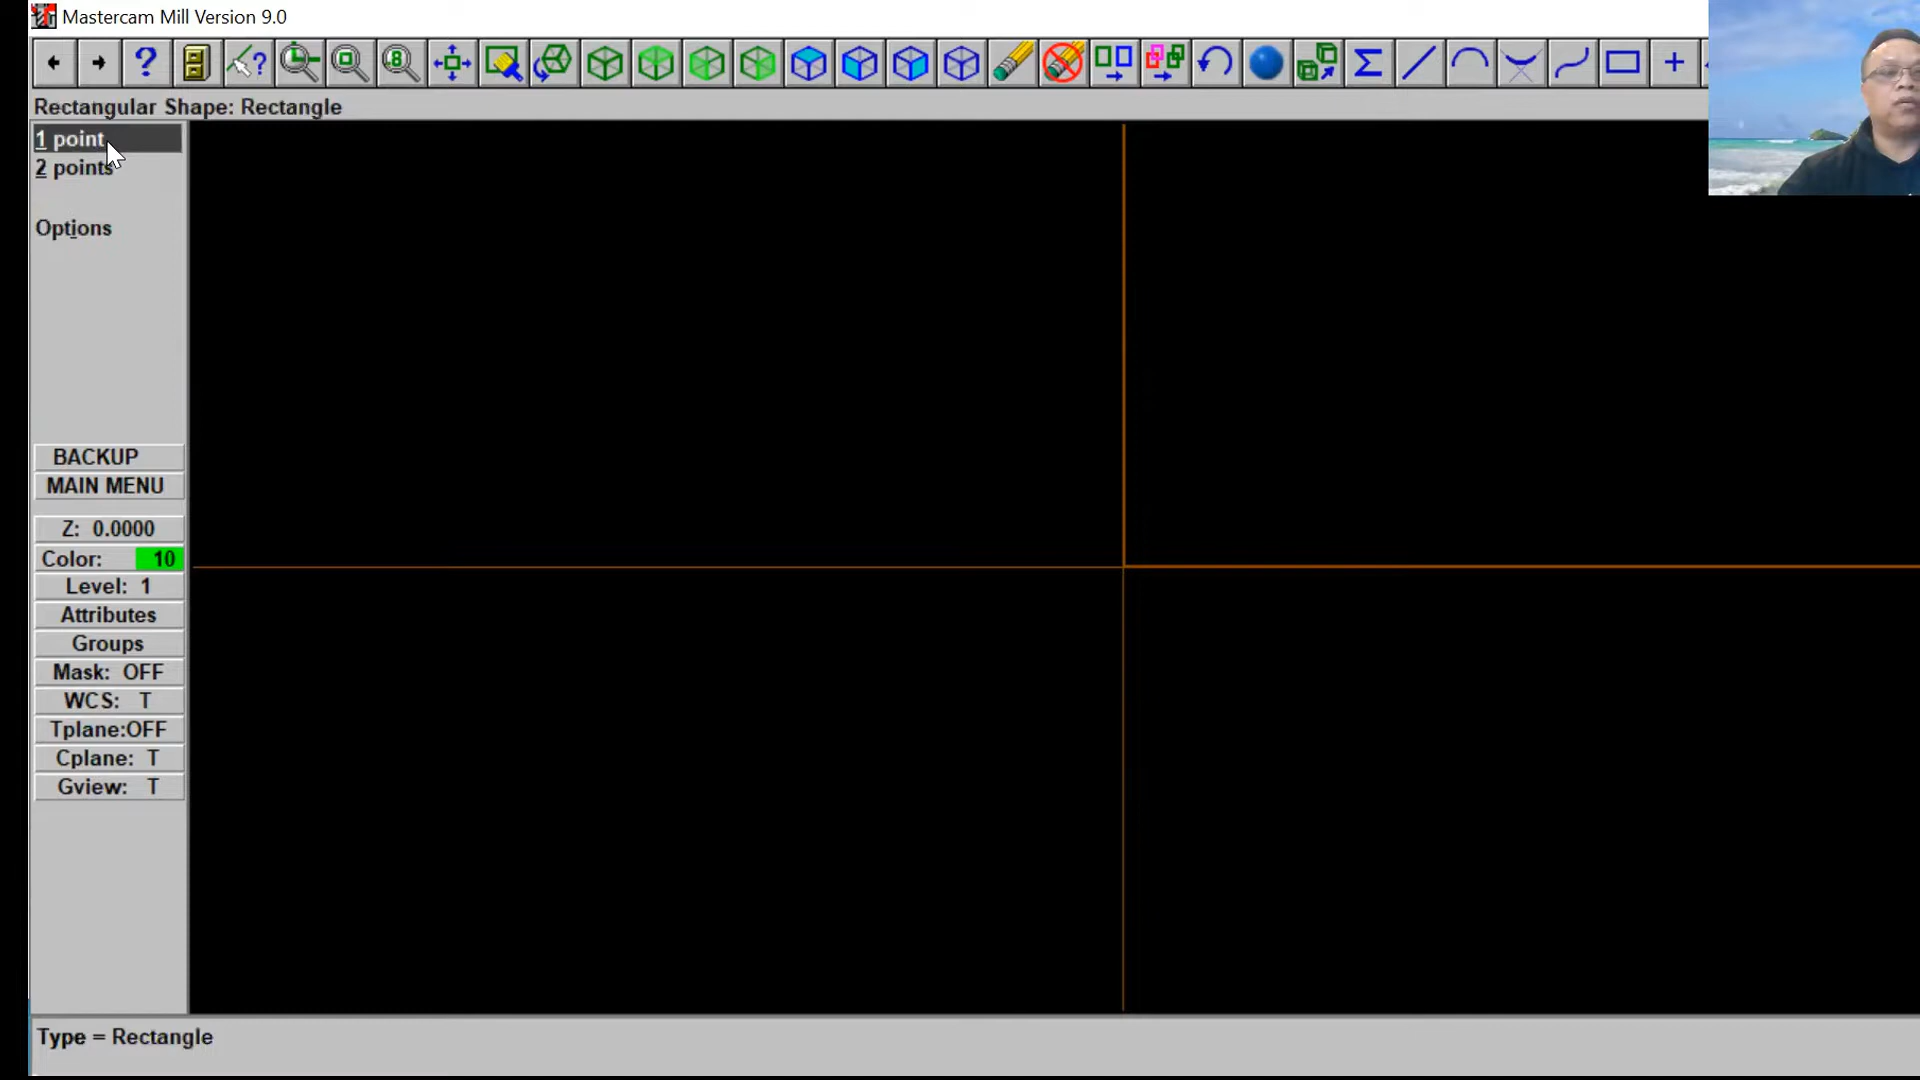 Mastercam Mill Version 9.0
Rectangular Shape: Rectangle
1 point
2 points
Options
BACKUP
MAIN MENU
Z: 0.0000
Color: 10
Level: 1
Attributes
Groups
Mask: OFF
WCS: T
Tplane:OFF
Cplane: T
Gview: T
Type = Rectangle